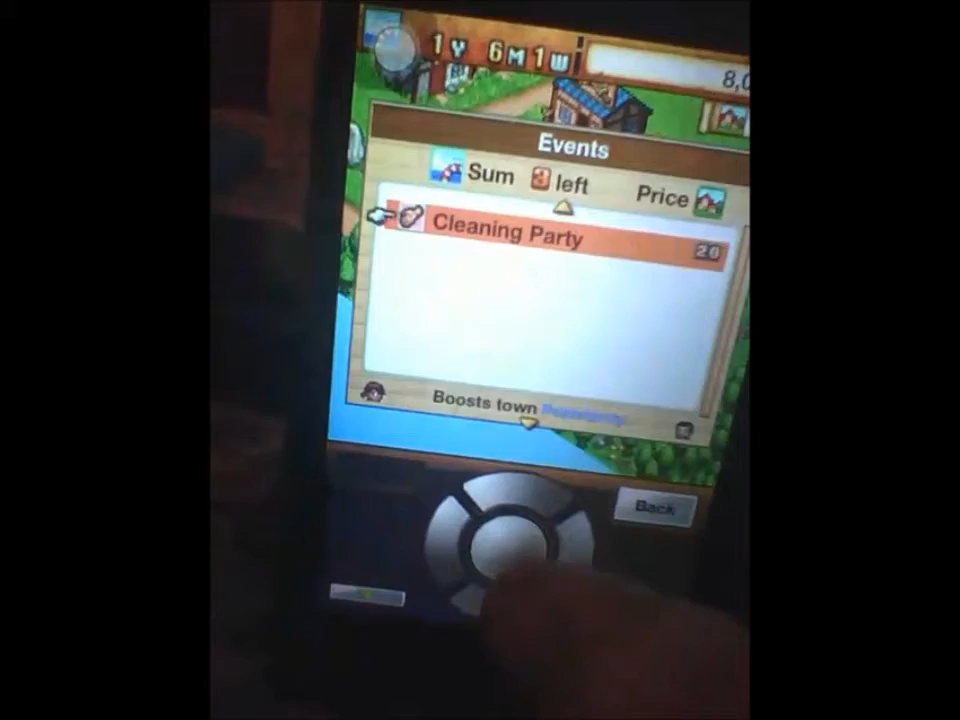 1Y 6M 1W
8,0
Events
Sum 3 left Price
Cleaning Party 20
Boosts town
Back